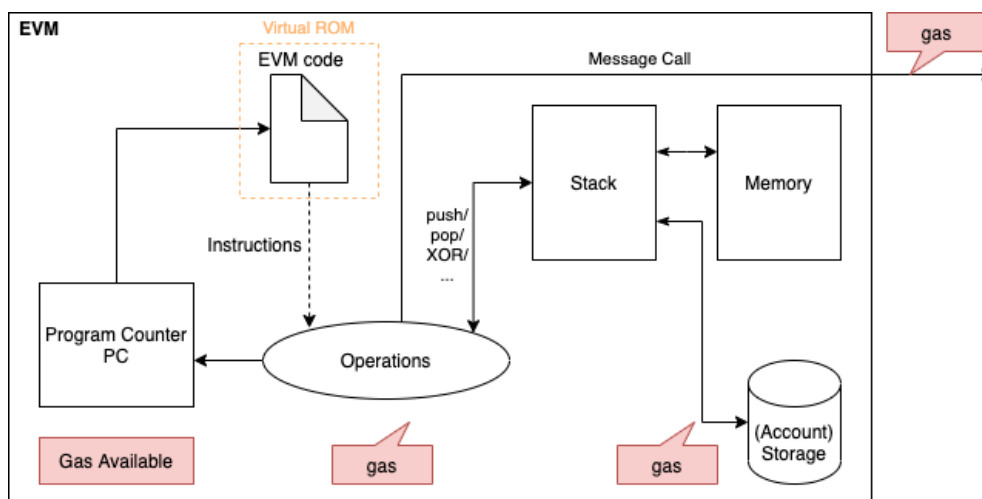 EVM
Virtual ROM
EVM code
gas
Message Call
Stack
Memory
push/
pop/
XOR/
...
Instructions
Program Counter
PC
Operations
(Account)
Storage
Gas Available
gas
gas